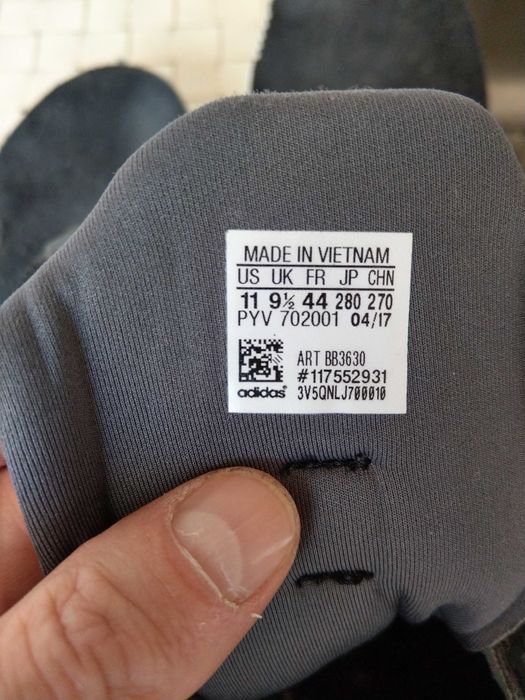 MADE IN VIETNAM
US UK FR JP CHN
11 9½ 44 280 270
PYV 702001 04/17
ART BB3630
#117552931
adidas® 3V5QNLJ700010